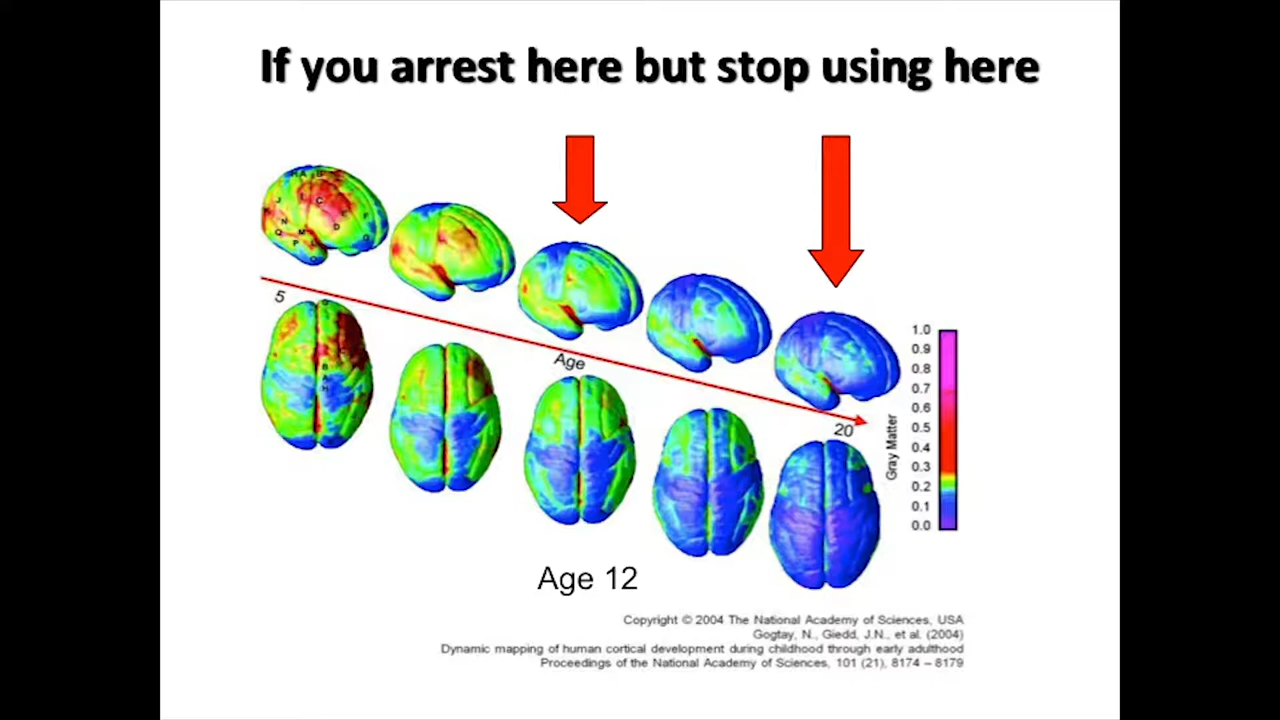 If you arrest here but stop using here
5
Age
20
Gray Matter
1.0
0.9
0.8
0.7
0.6
0.5
0.4
0.3
0.2
0.1
0.0
Age 12
Copyright © 2004 The National Academy of Sciences, USA
Gogtay, N., Giedd, J.N., et al. (2004)
Dynamic mapping of human cortical development during childhood through early adulthood
Proceedings of the National Academy of Sciences, 101 (21), 8174 – 8179